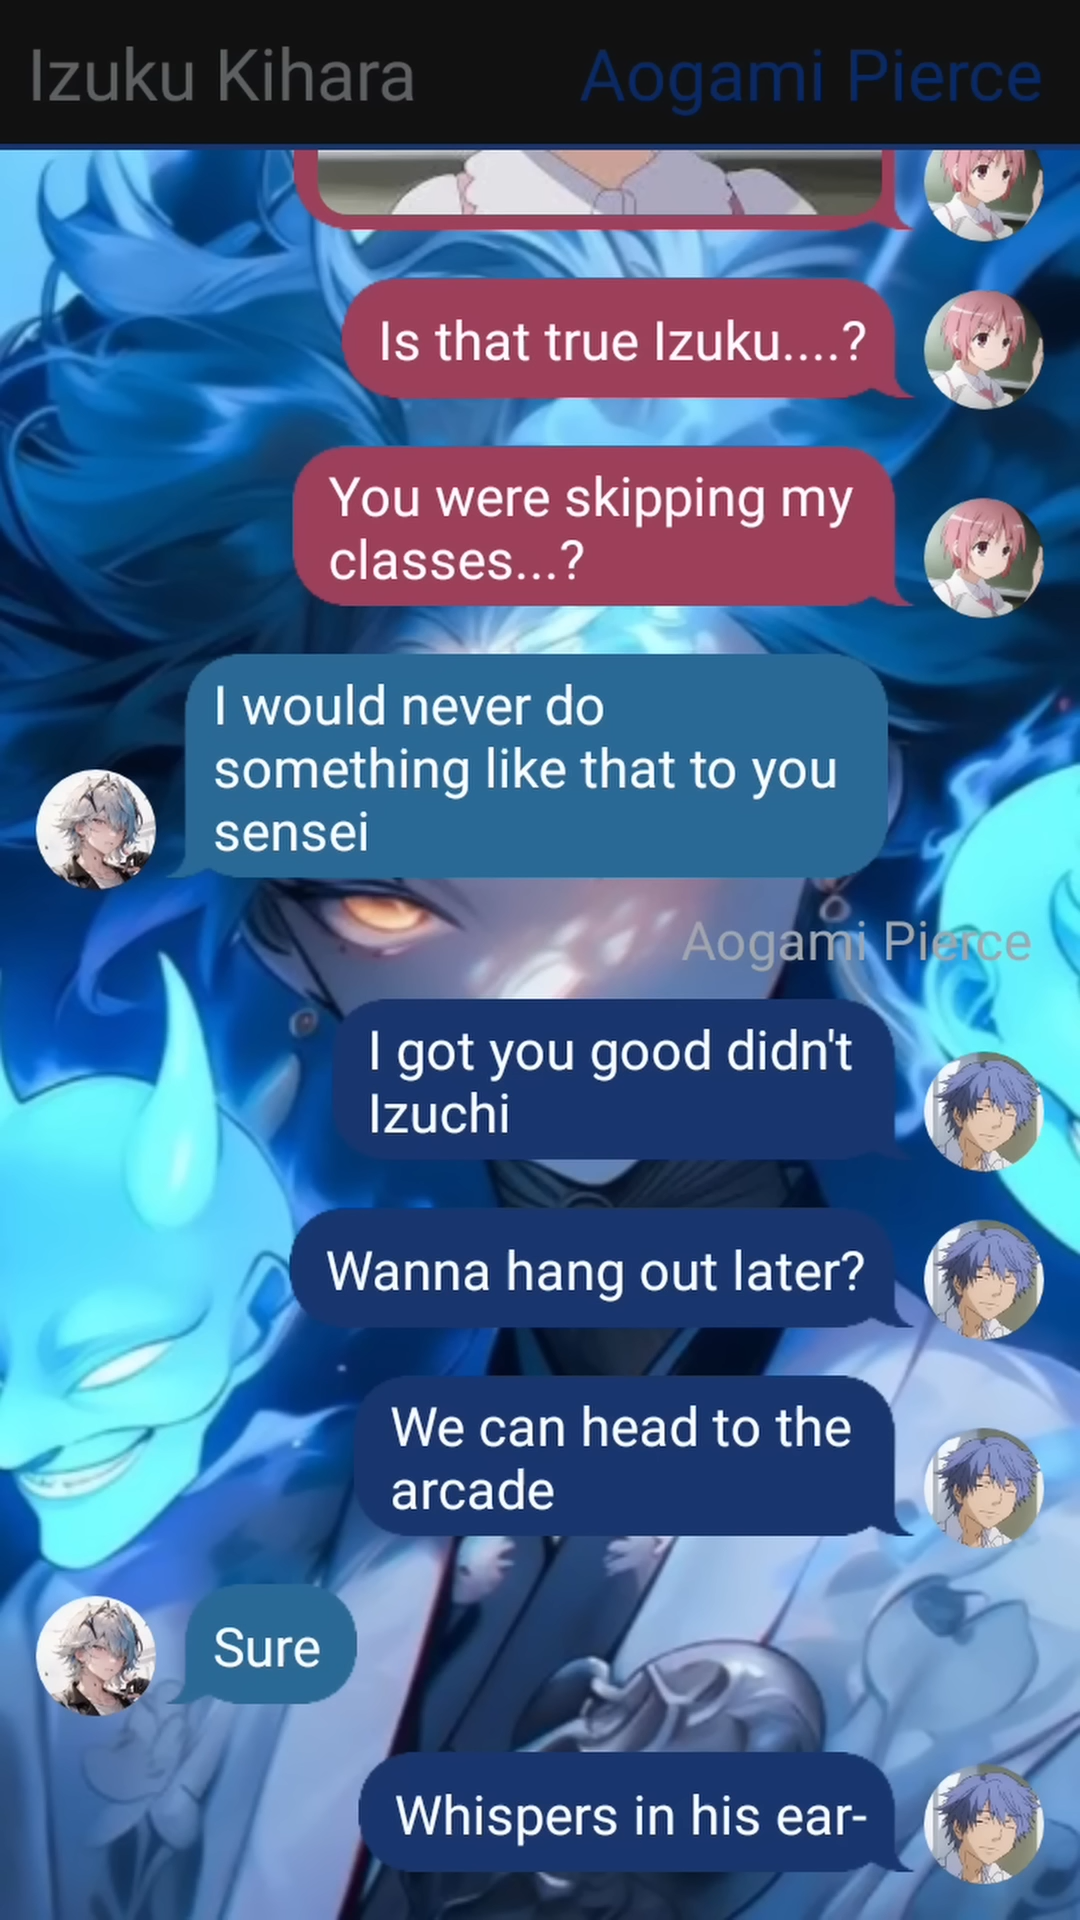 Izuku Kihara
Aogami Pierce
Is that true Izuku....?
You were skipping my
classes...?
I would never do
something like that to you
sensei
Aogami Pierce
I got you good didn't
Izuchi
Wanna hang out later?
We can head to the
arcade
Sure
Whispers in his ear-